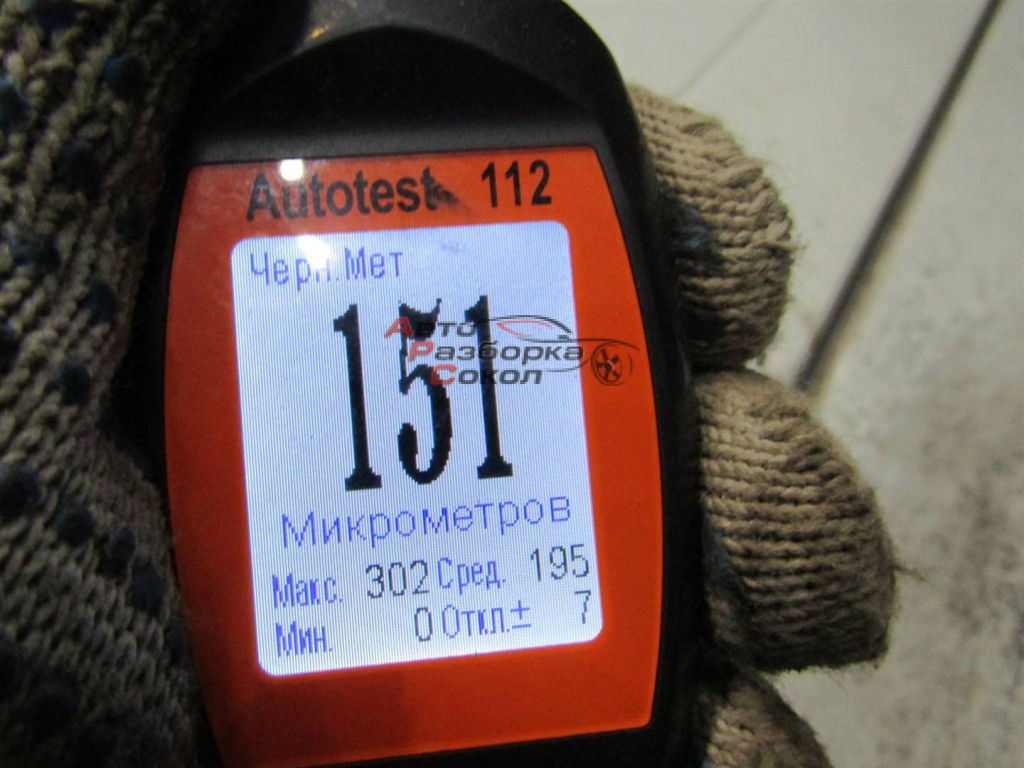 Autotest 112
Черн.Мет
151
Авто
Разборка
Сокол
Микрометров
Макс. 302 Сред. 195
Мин. 0 Откл.± 7